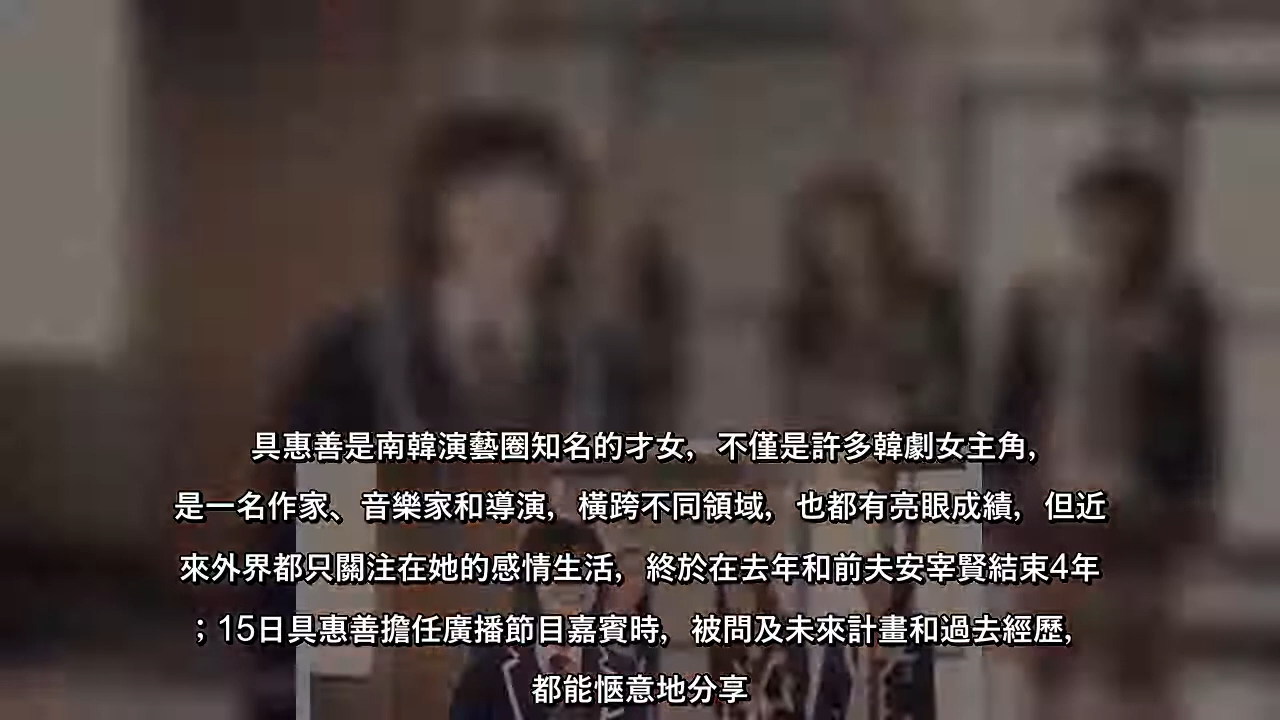 具惠善是南韓演藝圈知名的才女，不僅是許多韓劇女主角，
是一名作家、音樂家和導演，橫跨不同領域，也都有亮眼成績，但近
來外界都只關注在她的感情生活，終於在去年和前夫安宰賢結束4年
；15日具惠善擔任廣播節目嘉賓時，被問及未來計畫和過去經歷，
都能愜意地分享